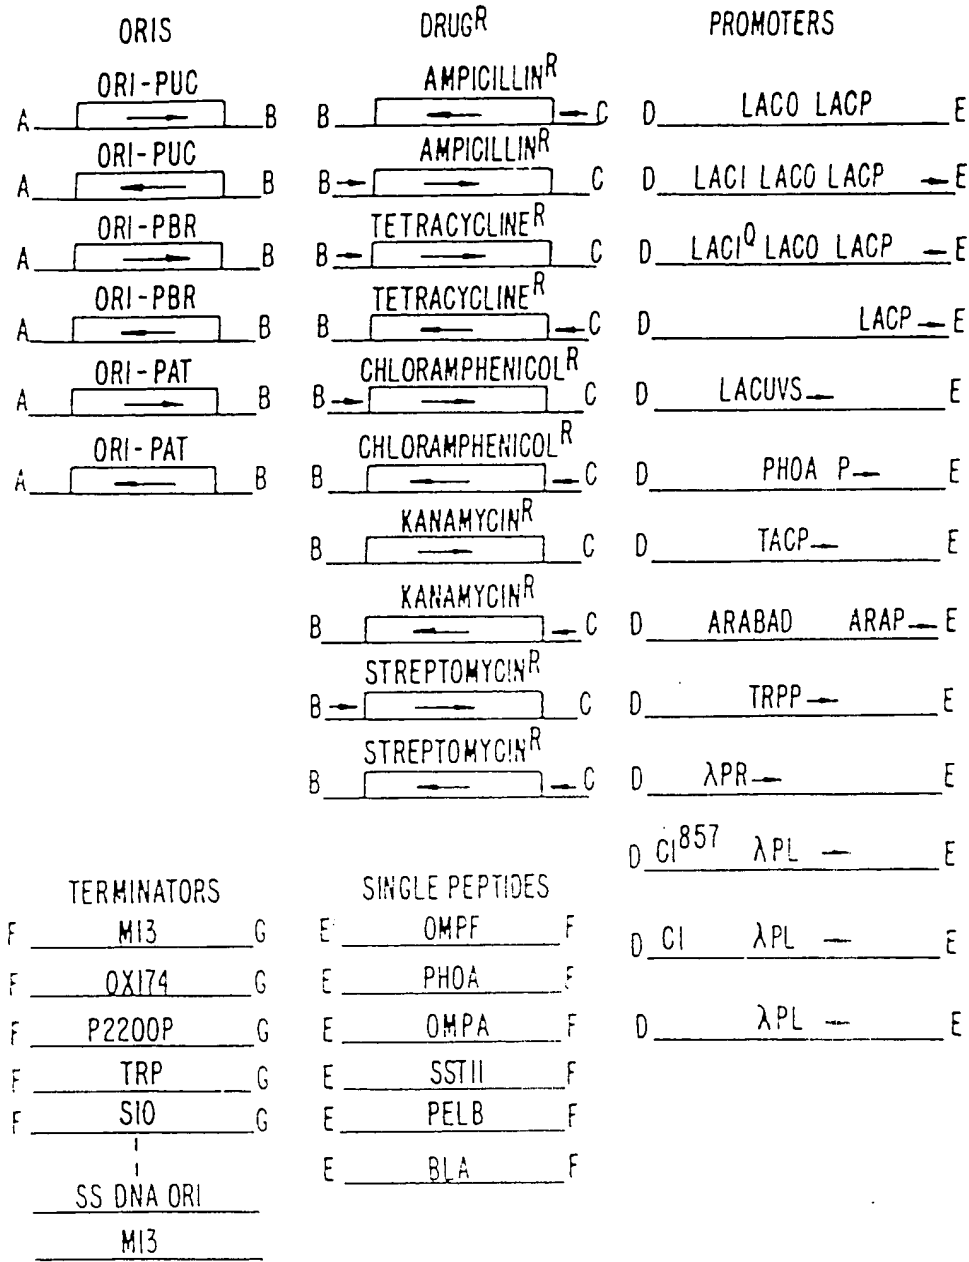 ORIS
ORI-PUC
A B
ORI-PUC
A B
ORI-PBR
A B
ORI-PBR
A B
ORI-PAT
A B
ORI-PAT
A B
DRUGR
AMPICILLINR
B C
AMPICILLINR
B C
TETRACYCLINER
B C
TETRACYCLINER
B C
CHLORAMPHENICOLR
B C
CHLORAMPHENICOLR
B C
KANAMYCINR
B C
KANAMYCINR
B C
STREPTOMYCINR
B C
STREPTOMYCINR
B C
PROMOTERS
D LACO LACP E
D LACI LACO LACP E
D LACIQ LACO LACP E
D LACP E
D LACUVS E
D PHOA P E
D TACP E
D ARABAD ARAP E
D TRPP E
D λPR E
D CI857 λPL E
D CI λPL E
D λPL E
TERMINATORS
F M13 G
F OX174 G
F P2200P G
F TRP G
F S10 G
SS DNA ORI
M13
SINGLE PEPTIDES
E OMPF F
E PHOA F
E OMPA F
E SSTII F
E PELB F
E BLA F